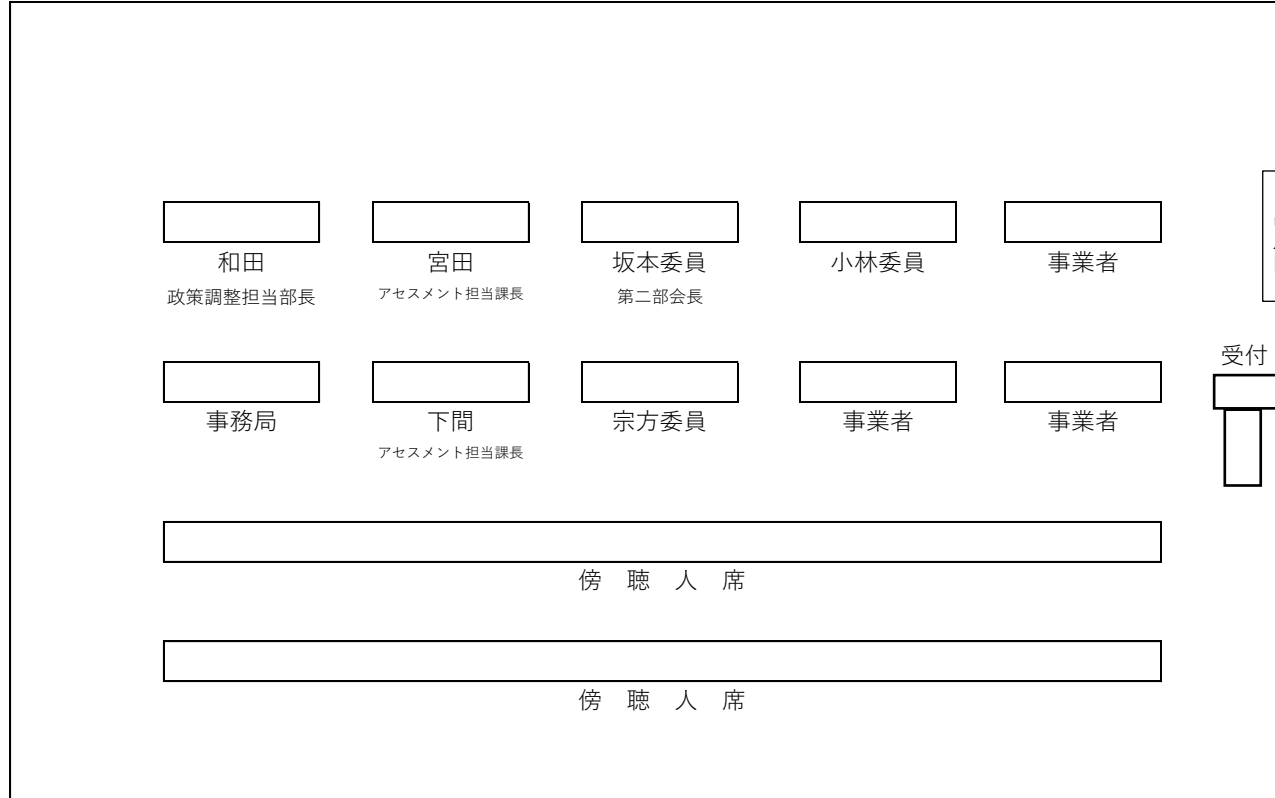 和田 宮田 坂本委員 小林委員 事業者
政策調整担当部長 アセスメント担当課長 第二部会長
受付
事務局 下間 宗方委員 事業者 事業者
アセスメント担当課長
傍 聴 人 席
傍 聴 人 席